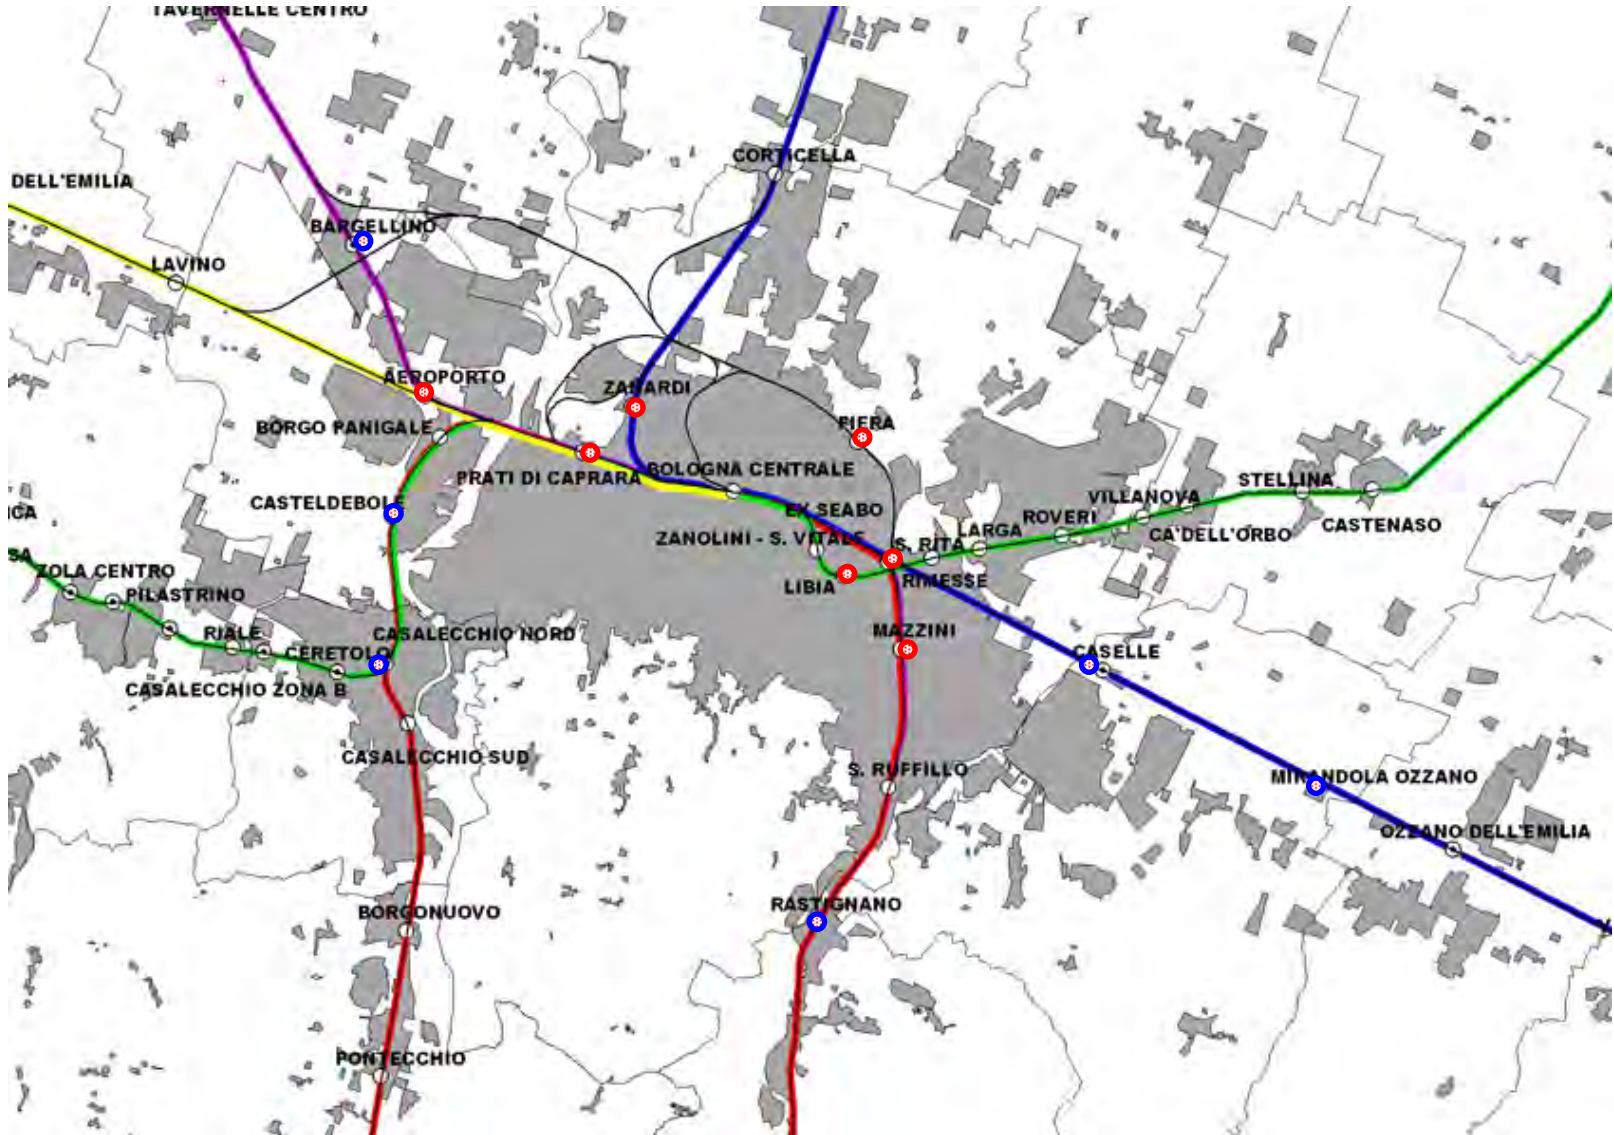 TAVERNELLE CENTRO
CORTICELLA
DELL'EMILIA
BARGELLINO
LAVINO
AEROPORTO
ZANARDI
BORGO PANIGALE
FIERA
PRATI DI CAPRARA
BOLOGNA CENTRALE
STELLINA
VILLANOVA
CASTELDEBOLE
EX SEABO
ROVERI
CASTENASO
ICA
LARGA
CA'DELL'ORBO
ZANOLINI - S. VITALE
S. RITA
SA
ZOLA CENTRO
RIMESSE
LIBIA
PILASTRINO
RIALE
CASALECCHIO NORD
MAZZINI
CERETOLO
CASELLE
CASALECCHIO ZONA B
CASALECCHIO SUD
S. RUFFILLO
MIRANDOLA OZZANO
OZZANO DELL'EMILIA
RASTIGNANO
BORGONUOVO
PONTECCHIO